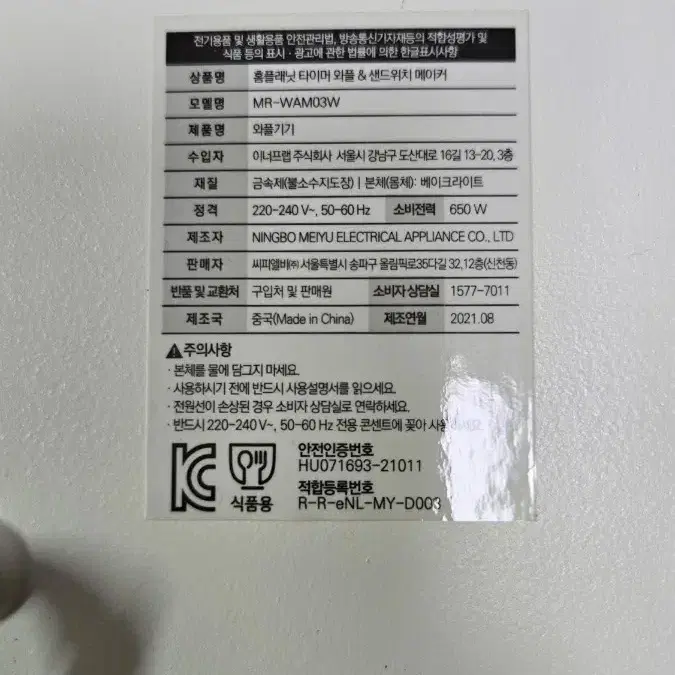 전기용품 및 생활용품 안전관리법, 방송통신기자재등의 적합성평가 및
식품 등의 표시·광고에 관한 법률에 의한 한글표시사항
상품명 홈플래닛 타이머 와플 & 샌드위치 메이커
모델명 MR-WAM03W
제품명 와플기기
수입자 이너프랩 주식회사 서울시 강남구 도산대로 16길 13-20, 3층
재질 금속제(불소수지도장) | 본체(몸체): 베이크라이트
정격 220-240 V~, 50-60 Hz 소비전력 650 W
제조자 NINGBO MEIYU ELECTRICAL APPLIANCE CO., LTD
판매자 씨피엘비㈜ 서울특별시 송파구 올림픽로35다길 32, 12층(신천동)
반품 및 교환처 구입처 및 판매원 소비자 상담실 1577-7011
제조국 중국(Made in China) 제조연월 2021.08
주의사항
· 본체를 물에 담그지 마세요.
· 사용하시기 전에 반드시 사용설명서를 읽으세요.
· 전원선이 손상된 경우 소비자 상담실로 연락하세요.
· 반드시 220-240 V~, 50-60 Hz 전용 콘센트에 꽂아
안전인증번호
HU071693-21011
식품용
적합등록번호
R-R-eNL-MY-D003